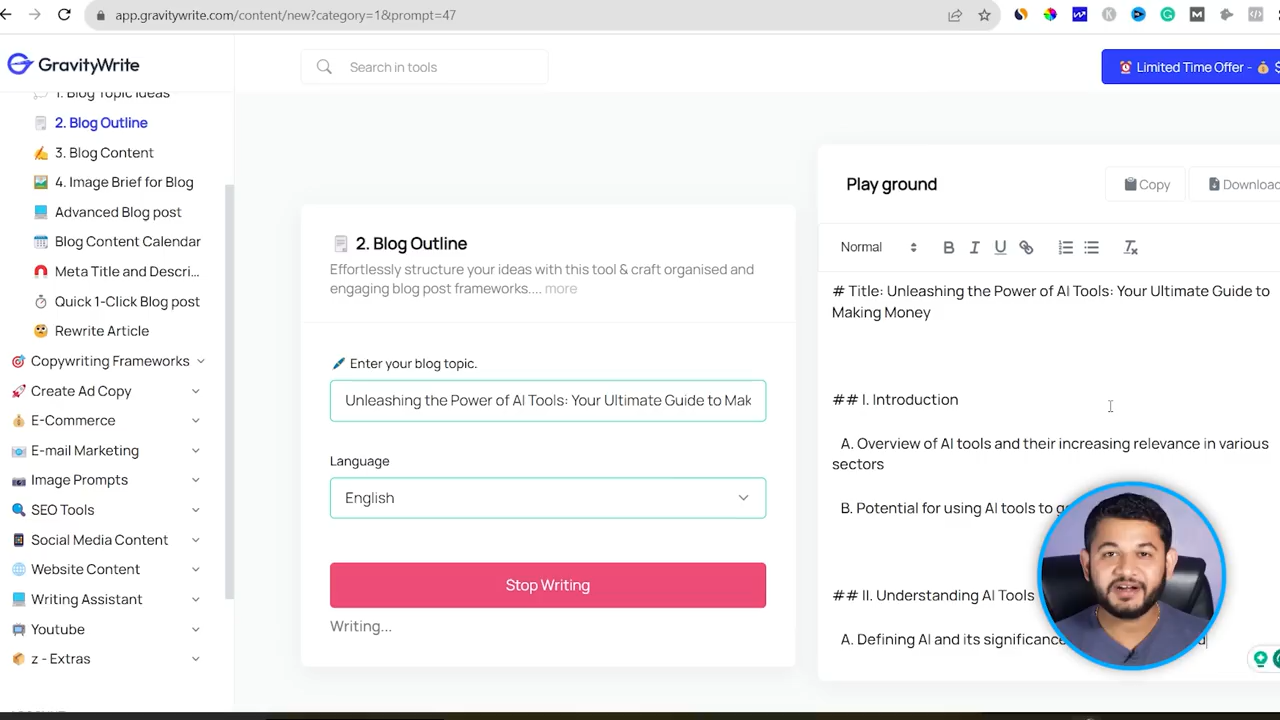 app.gravitywrite.com/content/new?category=1&prompt=47
GravityWrite
Search in tools
Limited Time Offer -
1. Blog Topic Ideas
2. Blog Outline
3. Blog Content
4. Image Brief for Blog
Advanced Blog post
Blog Content Calendar
Meta Title and Descri...
Quick 1-Click Blog post
Rewrite Article
Copywriting Frameworks
Create Ad Copy
E-Commerce
E-mail Marketing
Image Prompts
SEO Tools
Social Media Content
Website Content
Writing Assistant
Youtube
z - Extras
2. Blog Outline
Effortlessly structure your ideas with this tool & craft organised and
engaging blog post frameworks.... more
Enter your blog topic.
Unleashing the Power of AI Tools: Your Ultimate Guide to Mak
Language
English
Stop Writing
Writing...
Play ground
Copy
Download
Normal
B I U
# Title: Unleashing the Power of AI Tools: Your Ultimate Guide to
Making Money
## I. Introduction
A. Overview of AI tools and their increasing relevance in various
sectors
B. Potential for using AI tools to
## II. Understanding AI Tools
A. Defining AI and its significance